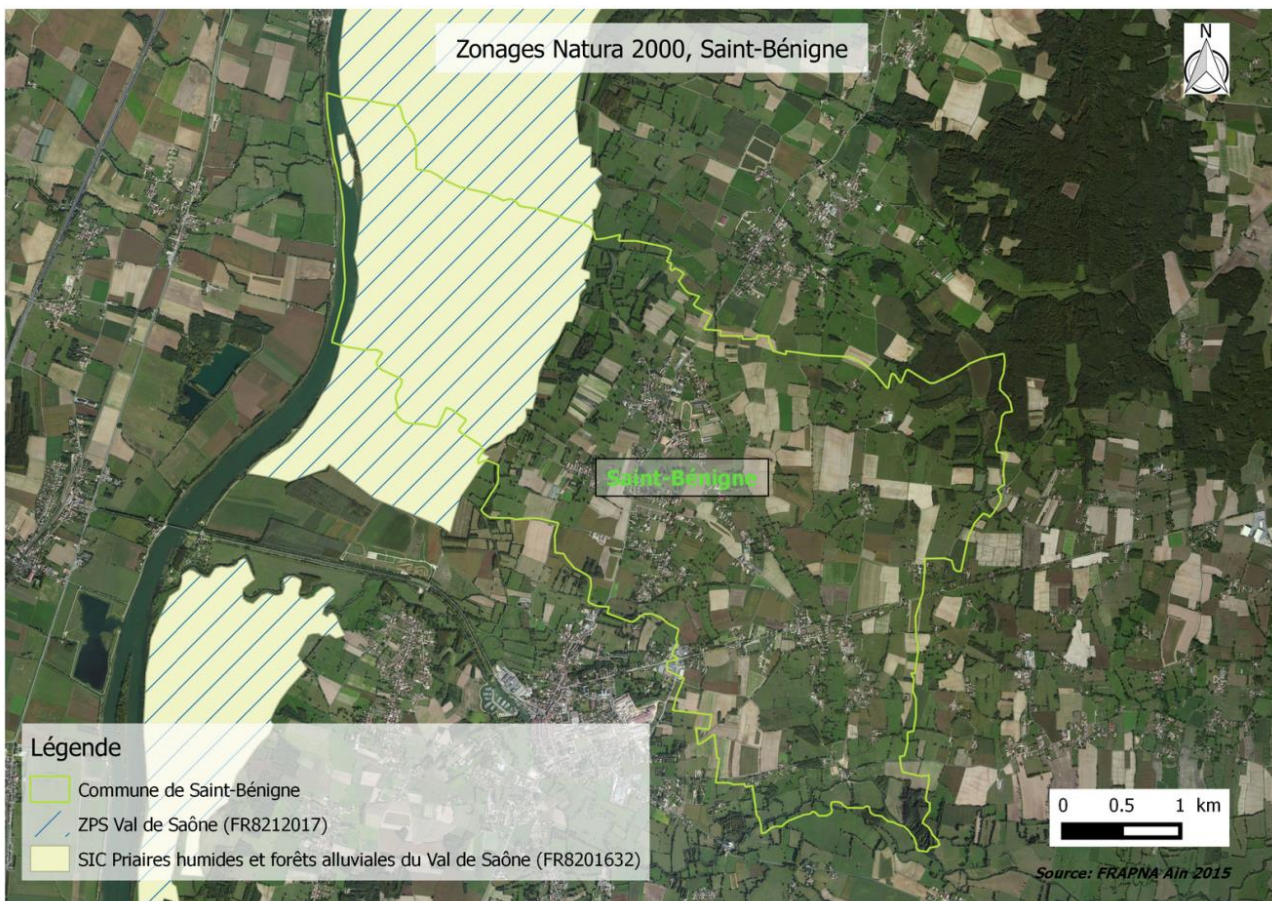 Zonages Natura 2000, Saint-Bénigne
N
Saint-Bénigne
Légende
Commune de Saint-Bénigne
ZPS Val de Saône (FR8212017)
SIC Priaires humides et forêts alluviales du Val de Saône (FR8201632)
0 0.5 1 km
Source: FRAPNA Ain 2015